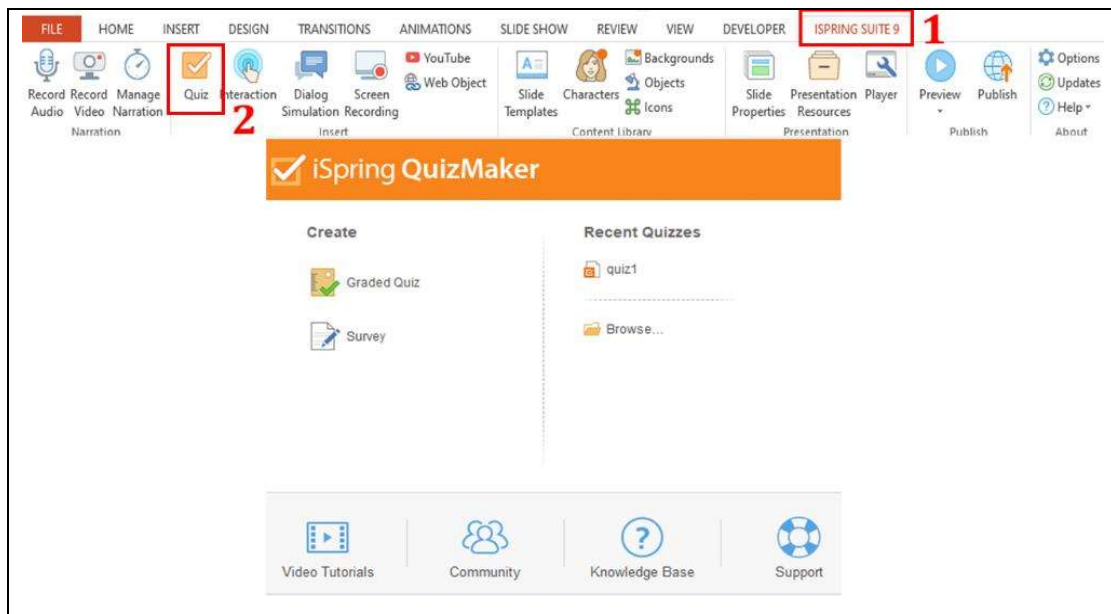 FILE HOME INSERT DESIGN TRANSITIONS ANIMATIONS SLIDE SHOW REVIEW VIEW DEVELOPER ISPRING SUITE 9 1
Record Audio
Record Video
Manage Narration
Narration
Quiz
2
Interaction
Dialog Simulation
Screen Recording
YouTube
Web Object
Insert
Slide Templates
Characters
Backgrounds
Objects
Icons
Content Library
Slide Properties
Presentation Resources
Player
Presentation
Preview
Publish
Publish
Options
Updates
Help
About
iSpring QuizMaker
Create
Graded Quiz
Survey
Recent Quizzes
quiz1
Browse...
Video Tutorials
Community
Knowledge Base
Support